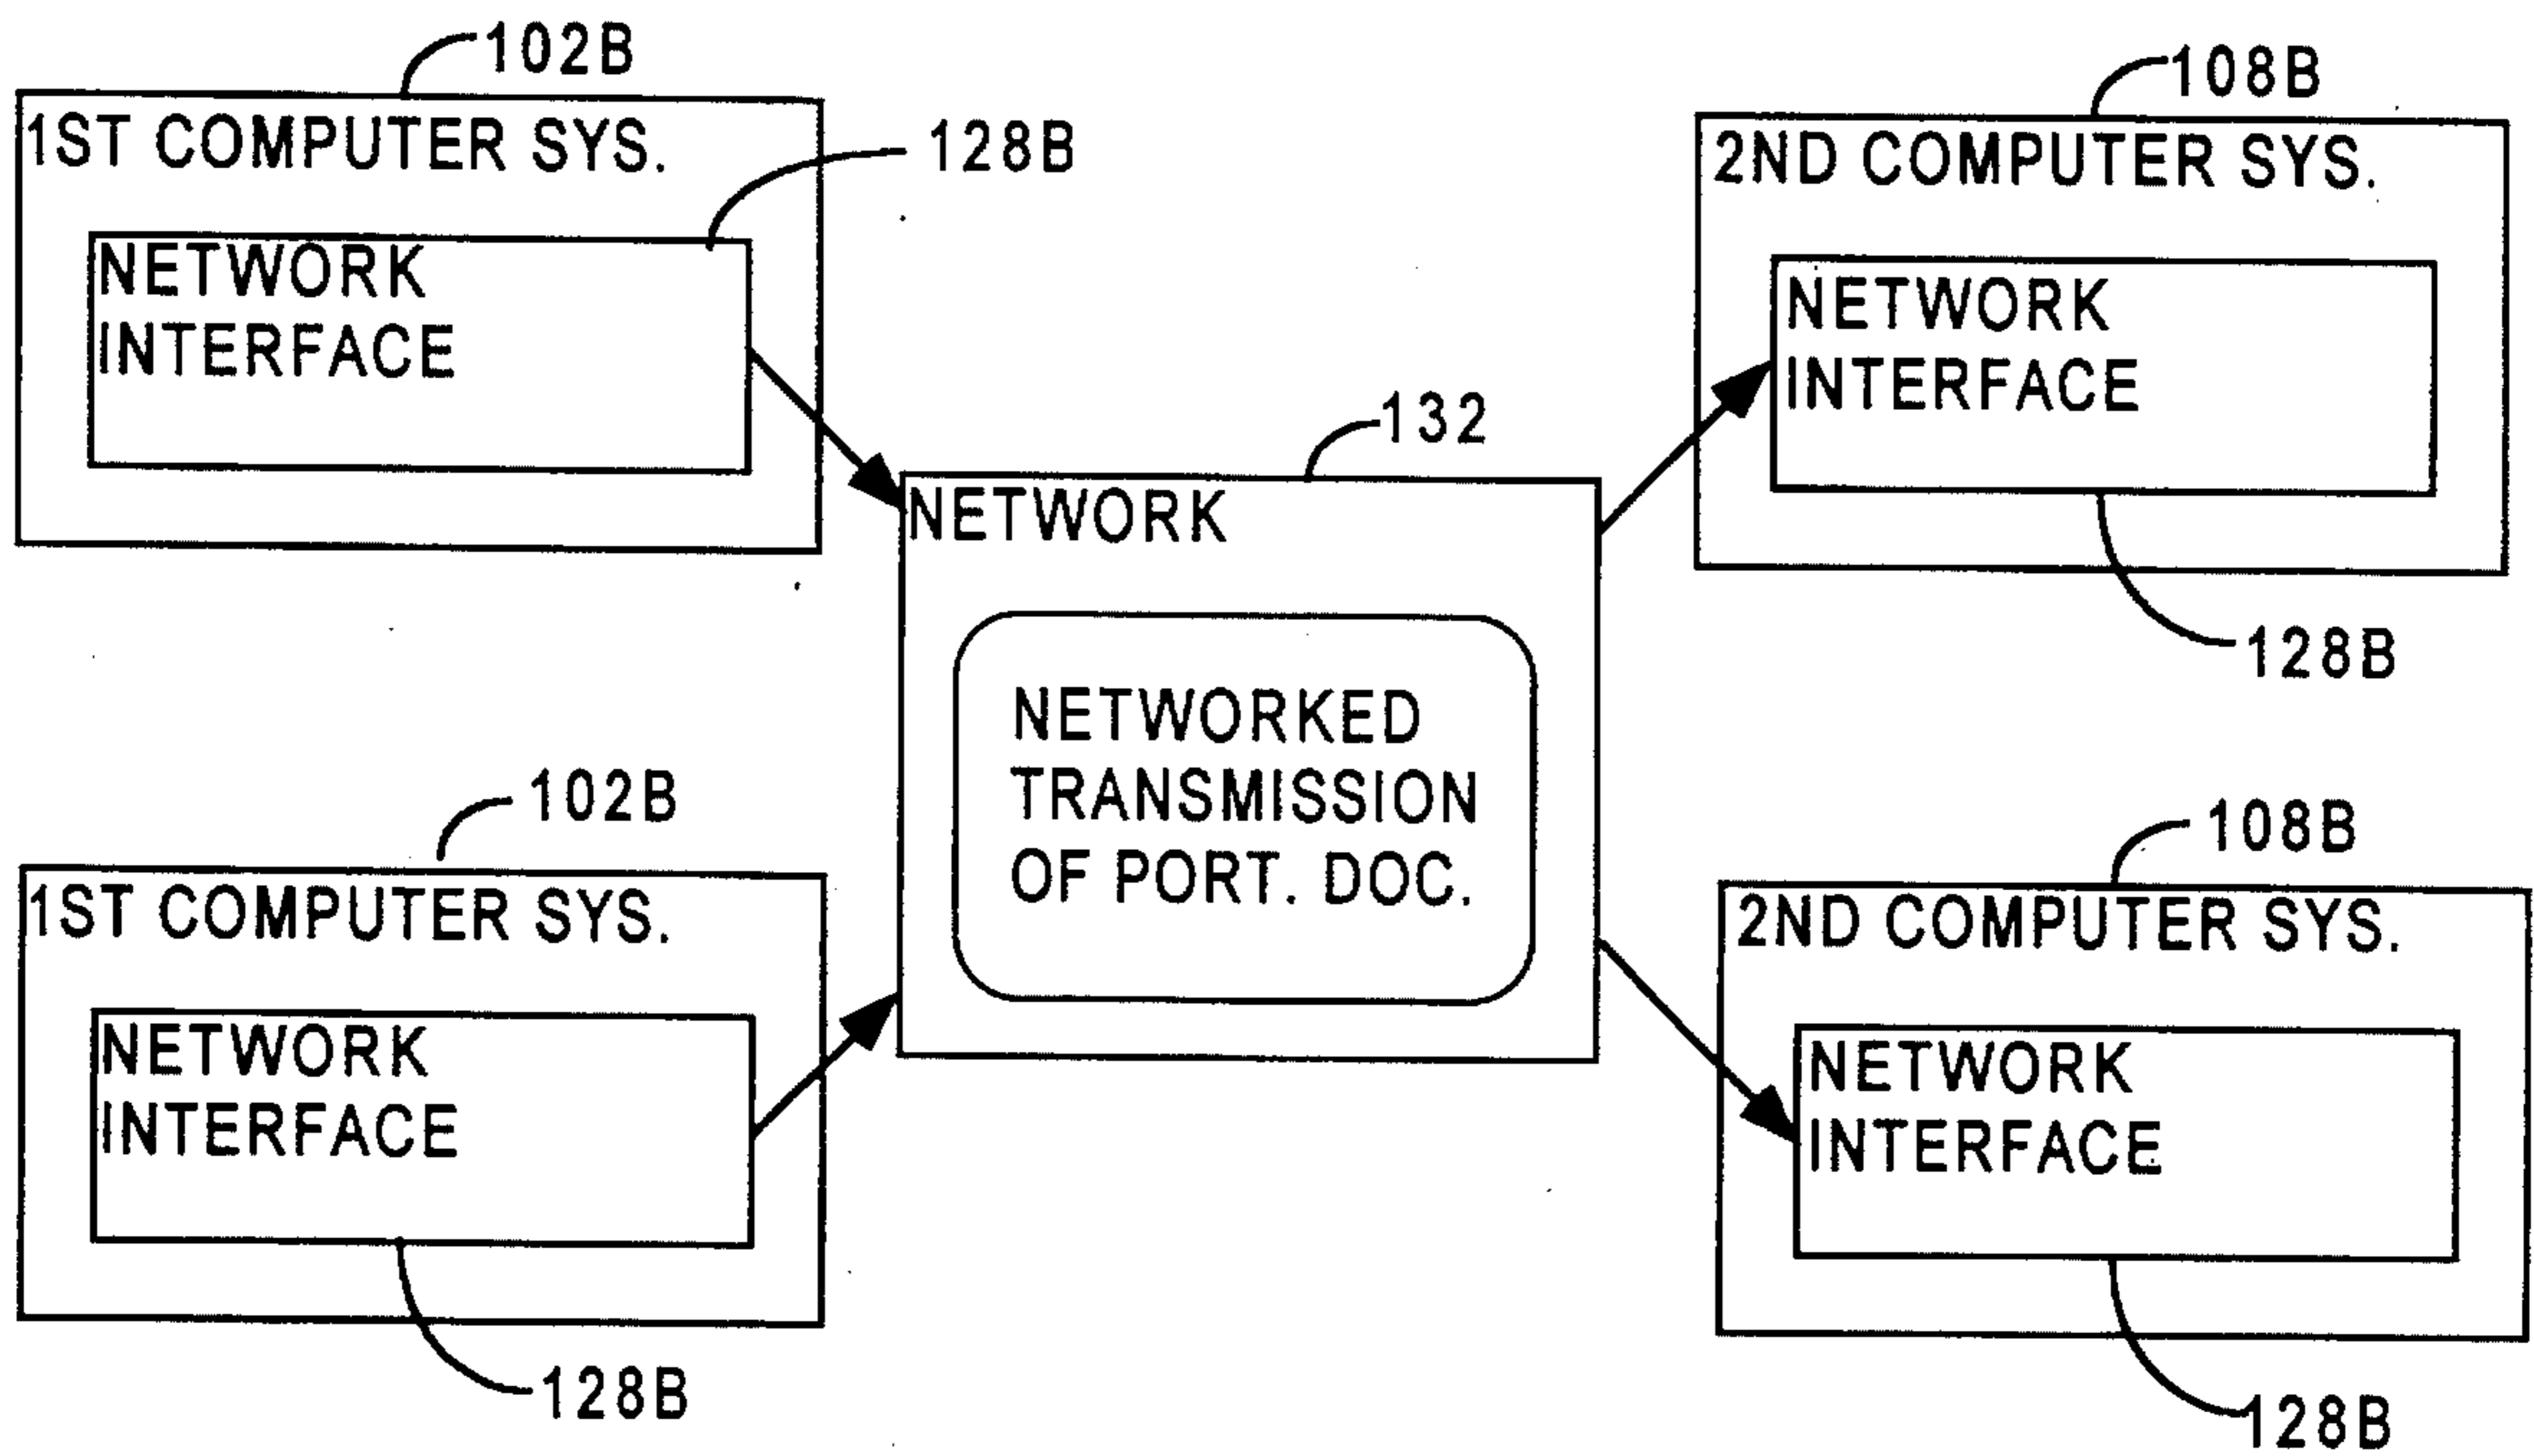 102B
1ST COMPUTER SYS.
128B
NETWORK
INTERFACE
108B
2ND COMPUTER SYS.
NETWORK
INTERFACE
128B
132
NETWORK
NETWORKED
TRANSMISSION
OF PORT. DOC.
102B
1ST COMPUTER SYS.
NETWORK
INTERFACE
128B
108B
2ND COMPUTER SYS.
NETWORK
INTERFACE
128B